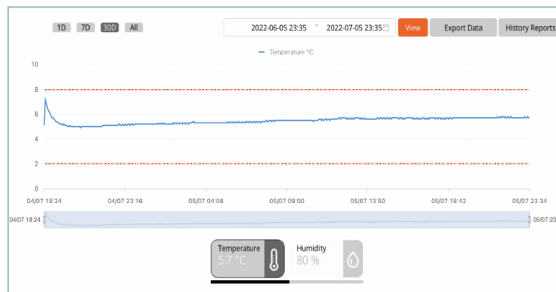 1D 7D 30D All 2022-06-05 23:35 ~ 2022-07-05 23:35 View Export Data History Reports
Temperature °C
10
8
6
4
2
0
04/07 18:24 04/07 23:16 05/07 04:08 05/07 09:00 05/07 13:50 05/07 18:42 05/07 23:34
04/07 18:24 05/07 23
Temperature Humidity
5.7 °C 80 %